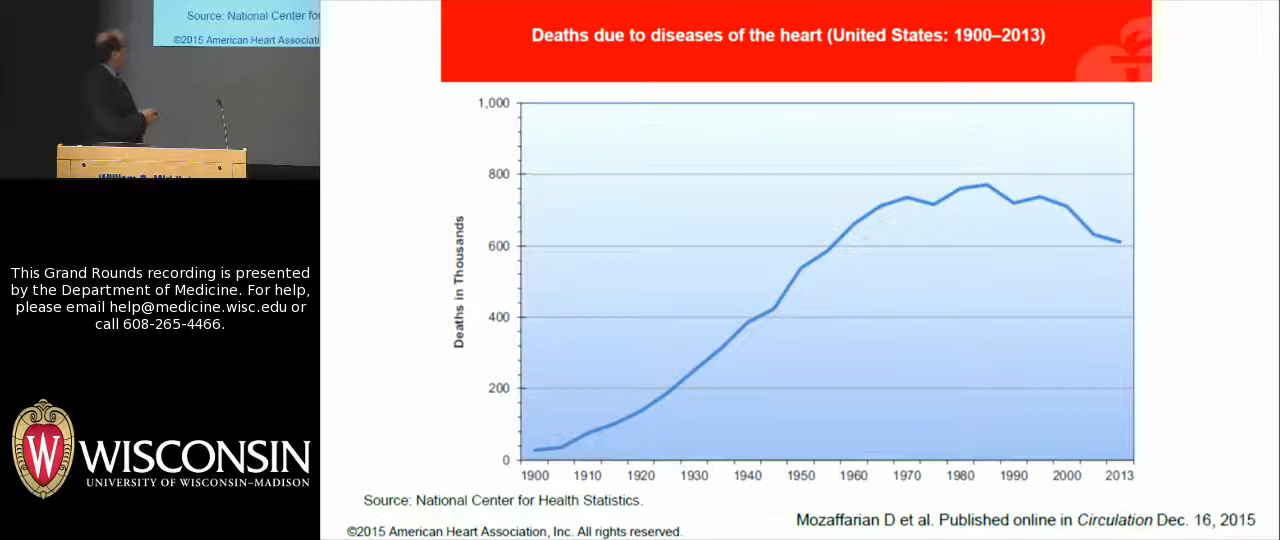 Source: National Center for
©2015 American Heart Associati
This Grand Rounds recording is presented
by the Department of Medicine. For help,
please email help@medicine.wisc.edu or
call 608-265-4466.
W
WISCONSIN
UNIVERSITY OF WISCONSIN–MADISON
Deaths due to diseases of the heart (United States: 1900–2013)
Deaths in Thousands
1,000
800
600
400
200
0
1900 1910 1920 1930 1940 1950 1960 1970 1980 1990 2000 2013
Source: National Center for Health Statistics.
©2015 American Heart Association, Inc. All rights reserved.
Mozaffarian D et al. Published online in Circulation Dec. 16, 2015